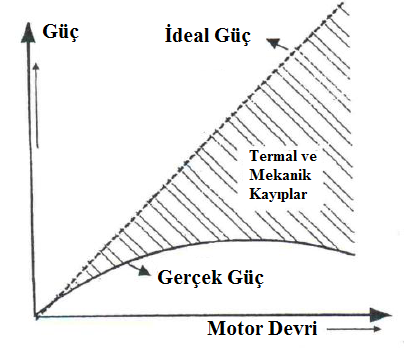 Güç
İdeal Güç
Termal ve
Mekanik
Kayıplar
Gerçek Güç
Motor Devri